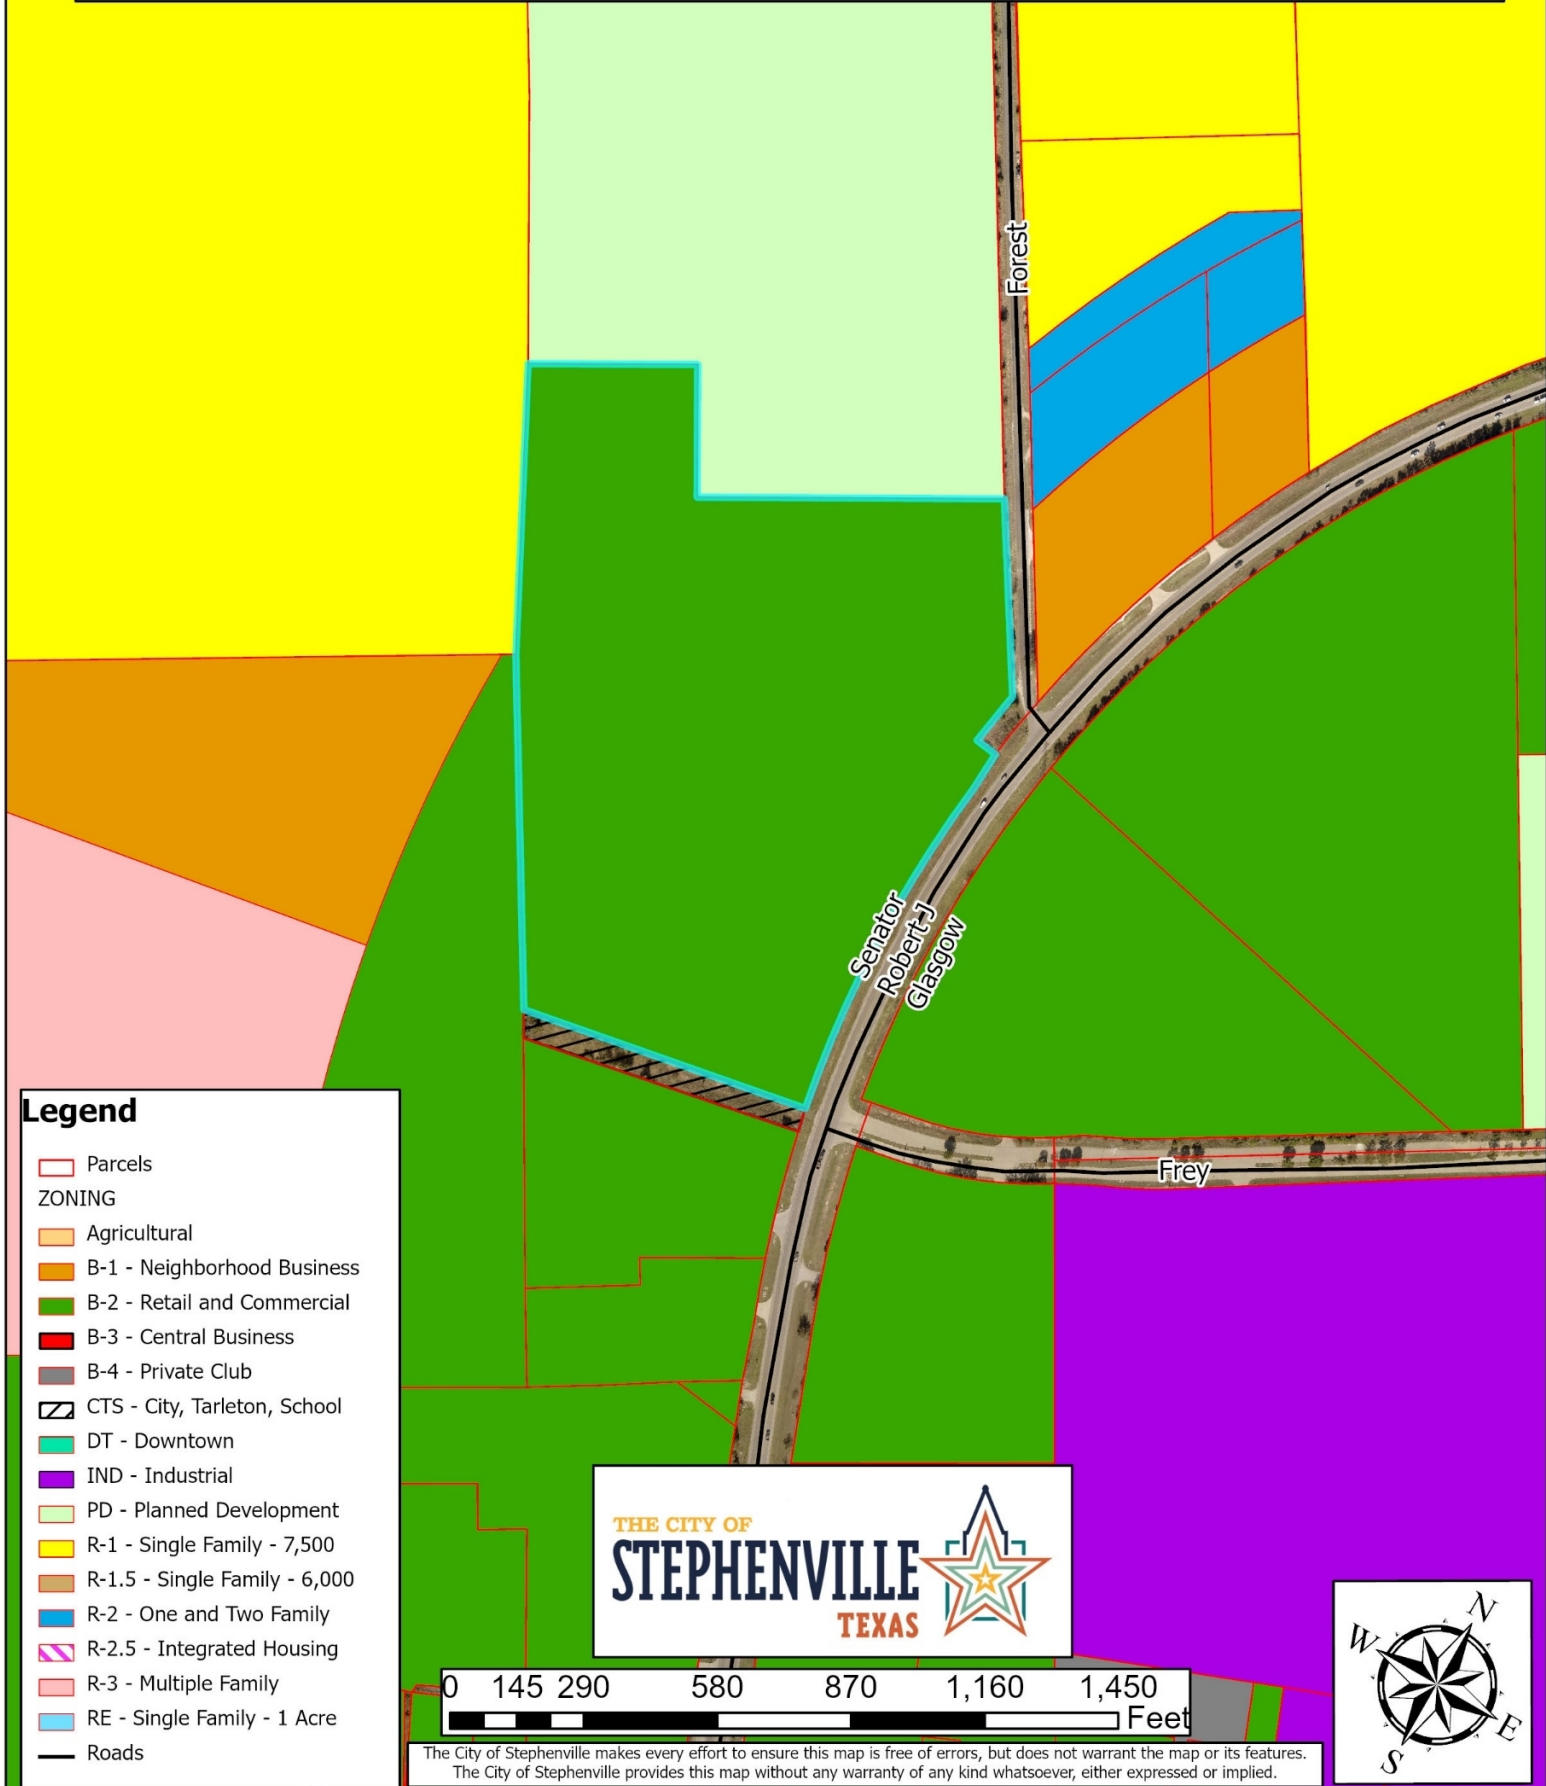 Forest
Senator
Robert J
Glasgow
Frey
Legend
Parcels
ZONING
Agricultural
B-1 - Neighborhood Business
B-2 - Retail and Commercial
B-3 - Central Business
B-4 - Private Club
CTS - City, Tarleton, School
DT - Downtown
IND - Industrial
PD - Planned Development
R-1 - Single Family - 7,500
R-1.5 - Single Family - 6,000
R-2 - One and Two Family
R-2.5 - Integrated Housing
R-3 - Multiple Family
RE - Single Family - 1 Acre
Roads
THE CITY OF
STEPHENVILLE
TEXAS
0 145 290 580 870 1,160 1,450
Feet
N
W
E
S
The City of Stephenville makes every effort to ensure this map is free of errors, but does not warrant the map or its features.
The City of Stephenville provides this map without any warranty of any kind whatsoever, either expressed or implied.